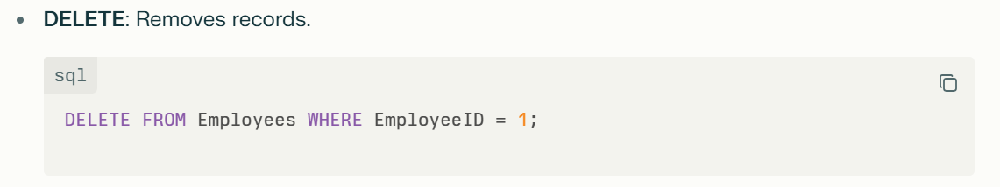 DELETE: Removes records.
sql
DELETE FROM Employees WHERE EmployeeID = 1;